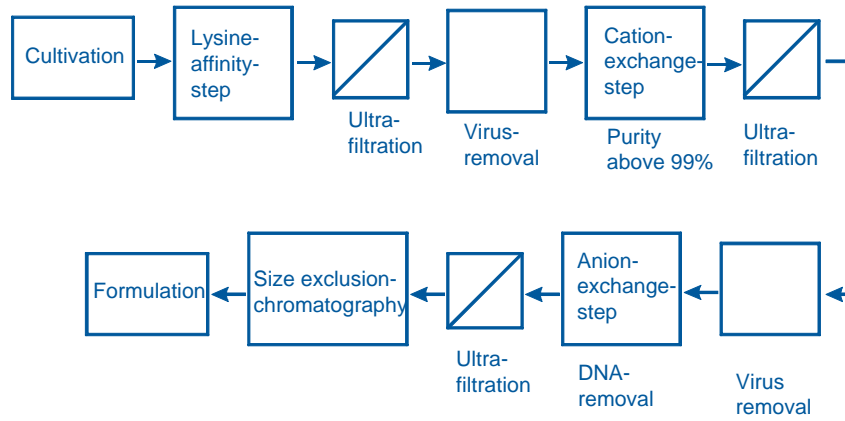 Cultivation
Lysine-
affinity-
step
Ultra-
filtration
Virus-
removal
Cation-
exchange-
step
Purity
above 99%
Ultra-
filtration
Formulation
Size exclusion-
chromatography
Ultra-
filtration
Anion-
exchange-
step
DNA-
removal
Virus
removal